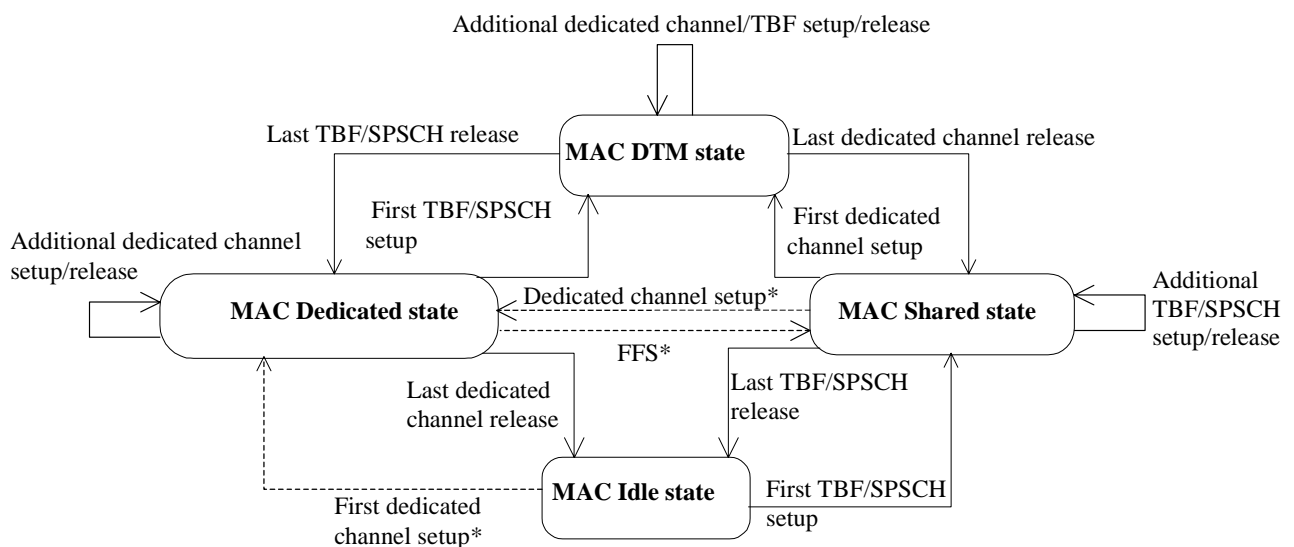 Additional dedicated channel/TBF setup/release
Last TBF/SPSCH release
MAC DTM state
Last dedicated channel release
First TBF/SPSCH
setup
First dedicated
channel setup
Additional dedicated channel
setup/release
MAC Dedicated state
Dedicated channel setup*
FFS*
MAC Shared state
Additional
TBF/SPSCH
setup/release
Last dedicated
channel release
Last TBF/SPSCH
release
MAC Idle state
First dedicated
channel setup*
First TBF/SPSCH
setup